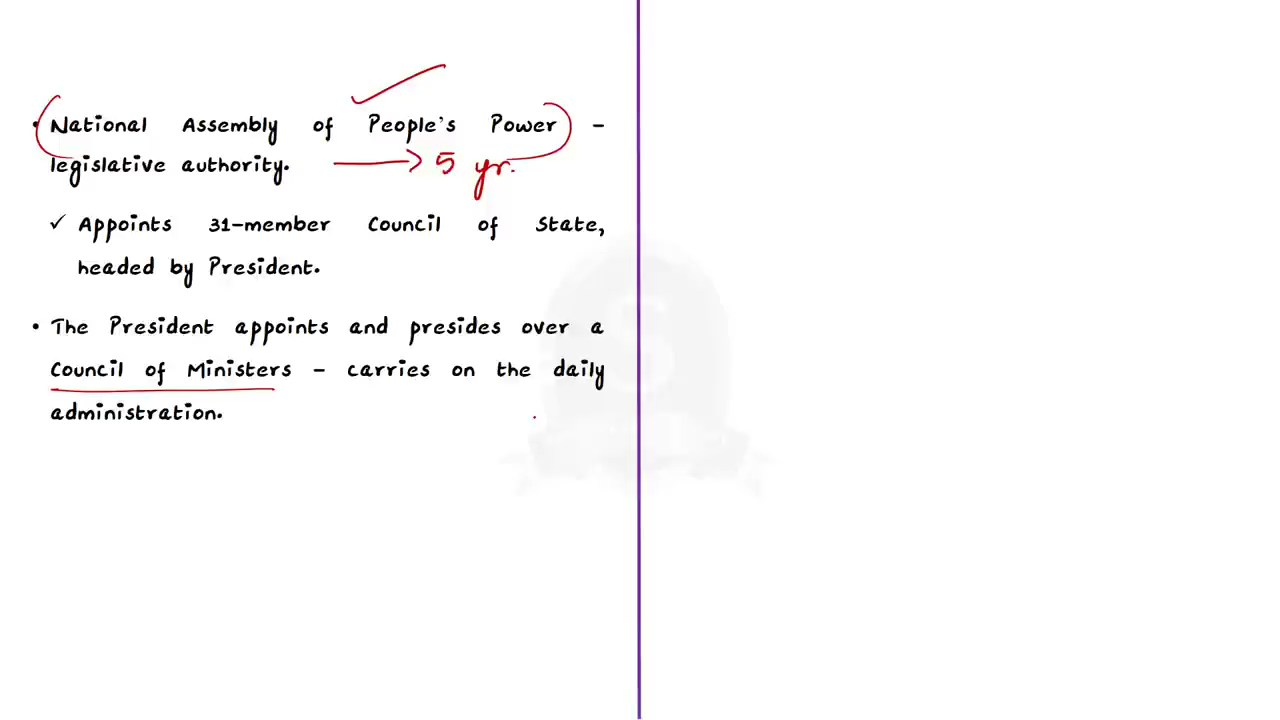 • National Assembly of People's Power –
legislative authority. → 5 yr.
✓ Appoints 31-member Council of State,
headed by President.
• The President appoints and presides over a
Council of Ministers – carries on the daily
administration.